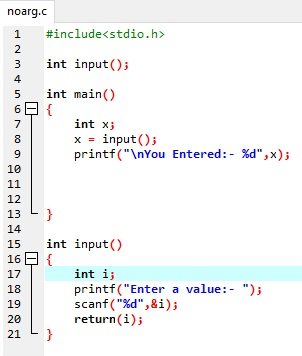 noarg.c
1 #include<stdio.h>
2
3 int input();
4
5 int main()
6 {
7 int x;
8 x = input();
9 printf("\nYou Entered:- %d",x);
10
11
12
13 }
14
15 int input()
16 {
17 int i;
18 printf("Enter a value:- ");
19 scanf("%d",&i);
20 return(i);
21 }